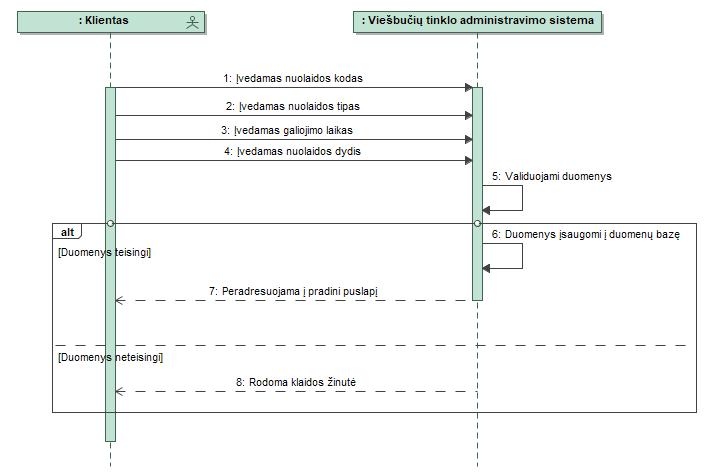 : Klientas
: Viešbučių tinklo administravimo sistema
1: Įvedamas nuolaidos kodas
2: Įvedamas nuolaidos tipas
3: Įvedamas galiojimo laikas
4: Įvedamas nuolaidos dydis
5: Validuojami duomenys
alt
6: Duomenys įsaugomi į duomenų bazę
[Duomenys teisingi]
7: Peradresuojama į pradini puslapį
[Duomenys neteisingi]
8: Rodoma klaidos žinutė